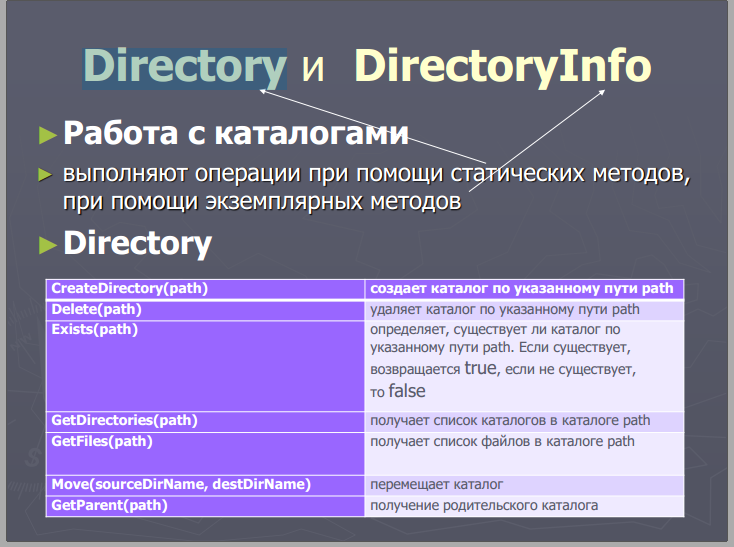 Directory и DirectoryInfo
Работа с каталогами
выполняют операции при помощи статических методов,
при помощи экземплярных методов
Directory
CreateDirectory(path) создает каталог по указанному пути path
Delete(path) удаляет каталог по указанному пути path
Exists(path) определяет, существует ли каталог по
указанному пути path. Если существует,
возвращается true, если не существует,
то false
GetDirectories(path) получает список каталогов в каталоге path
GetFiles(path) получает список файлов в каталоге path
Move(sourceDirName, destDirName) перемещает каталог
GetParent(path) получение родительского каталога